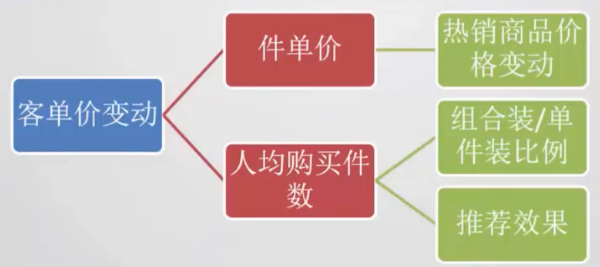 客单价变动
件单价
人均购买件
数
热销商品价
格变动
组合装/单
件装比例
推荐效果